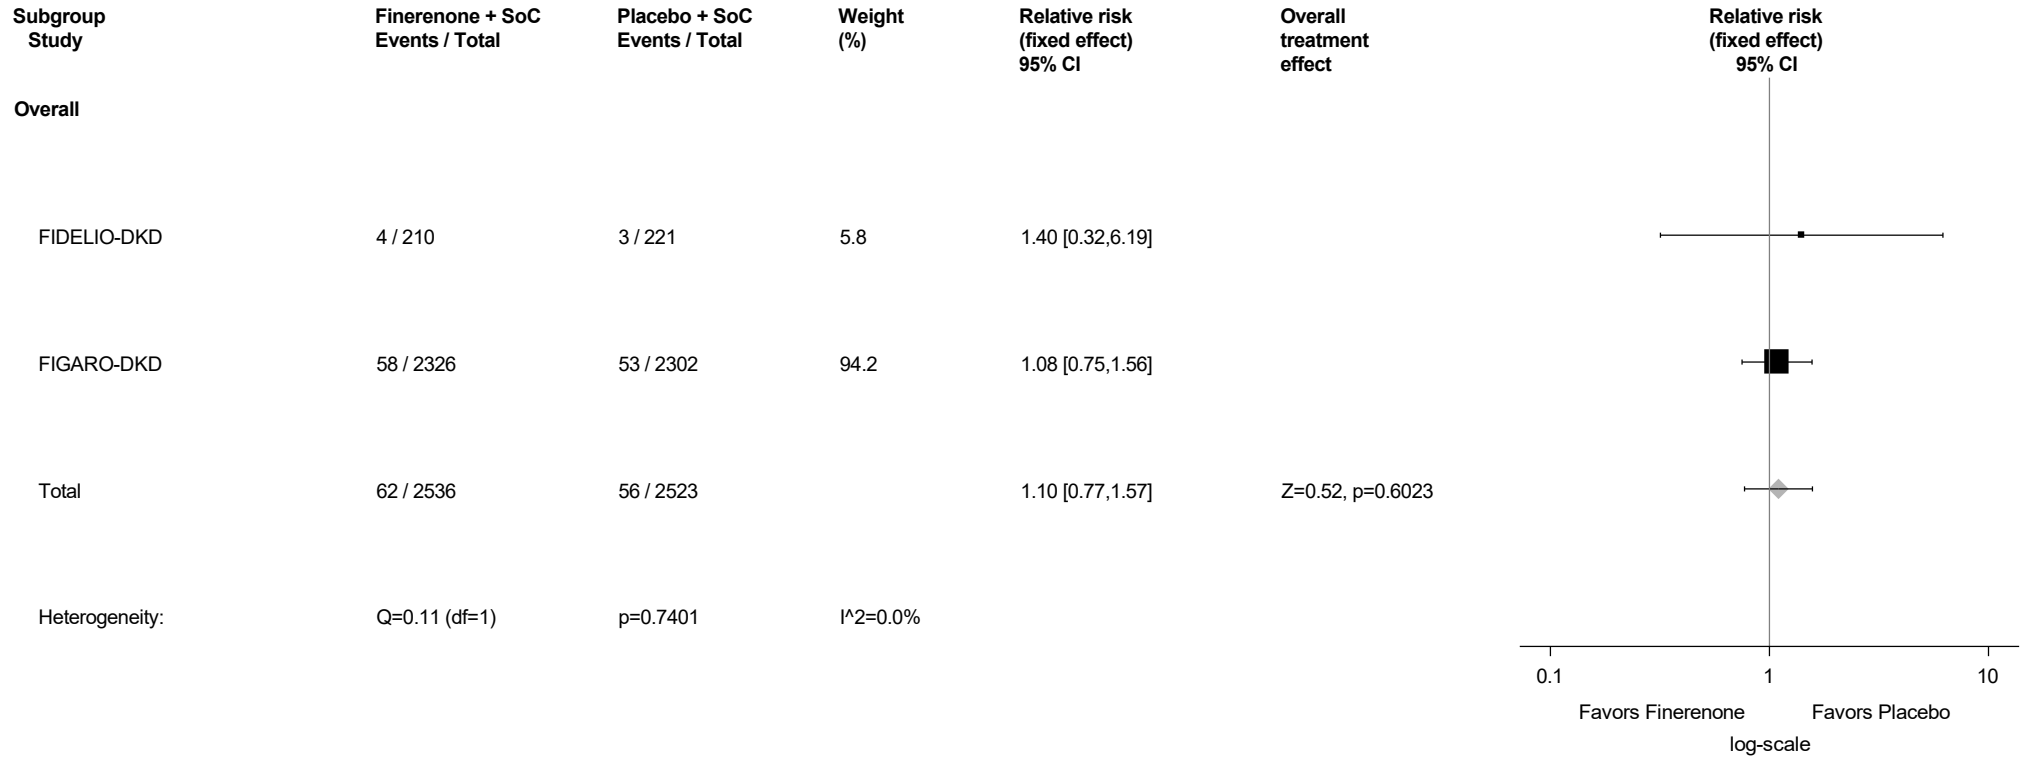 Subgroup Finerenone + SoC Placebo + SoC Weight Relative risk Overall Relative risk
Study Events / Total Events / Total (%) (fixed effect) treatment (fixed effect)
95% CI effect 95% CI
Overall
FIDELIO-DKD 4 / 210 3 / 221 5.8 1.40 [0.32,6.19]
FIGARO-DKD 58 / 2326 53 / 2302 94.2 1.08 [0.75,1.56]
Total 62 / 2536 56 / 2523 1.10 [0.77,1.57] Z=0.52, p=0.6023
Heterogeneity: Q=0.11 (df=1) p=0.7401 I^2=0.0%
0.1 1 10
Favors Finerenone Favors Placebo
log-scale